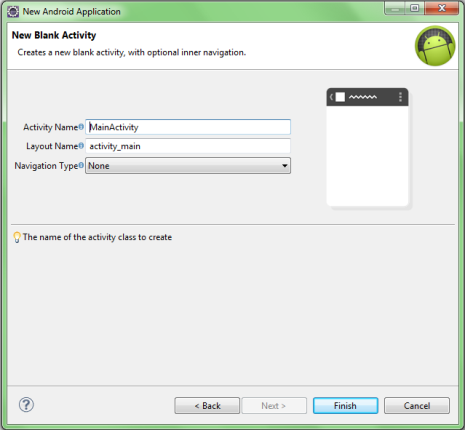 New Android Application
New Blank Activity
Creates a new blank activity, with optional inner navigation.
Activity Name MainActivity
Layout Name activity_main
Navigation Type None
The name of the activity class to create
? < Back Next > Finish Cancel